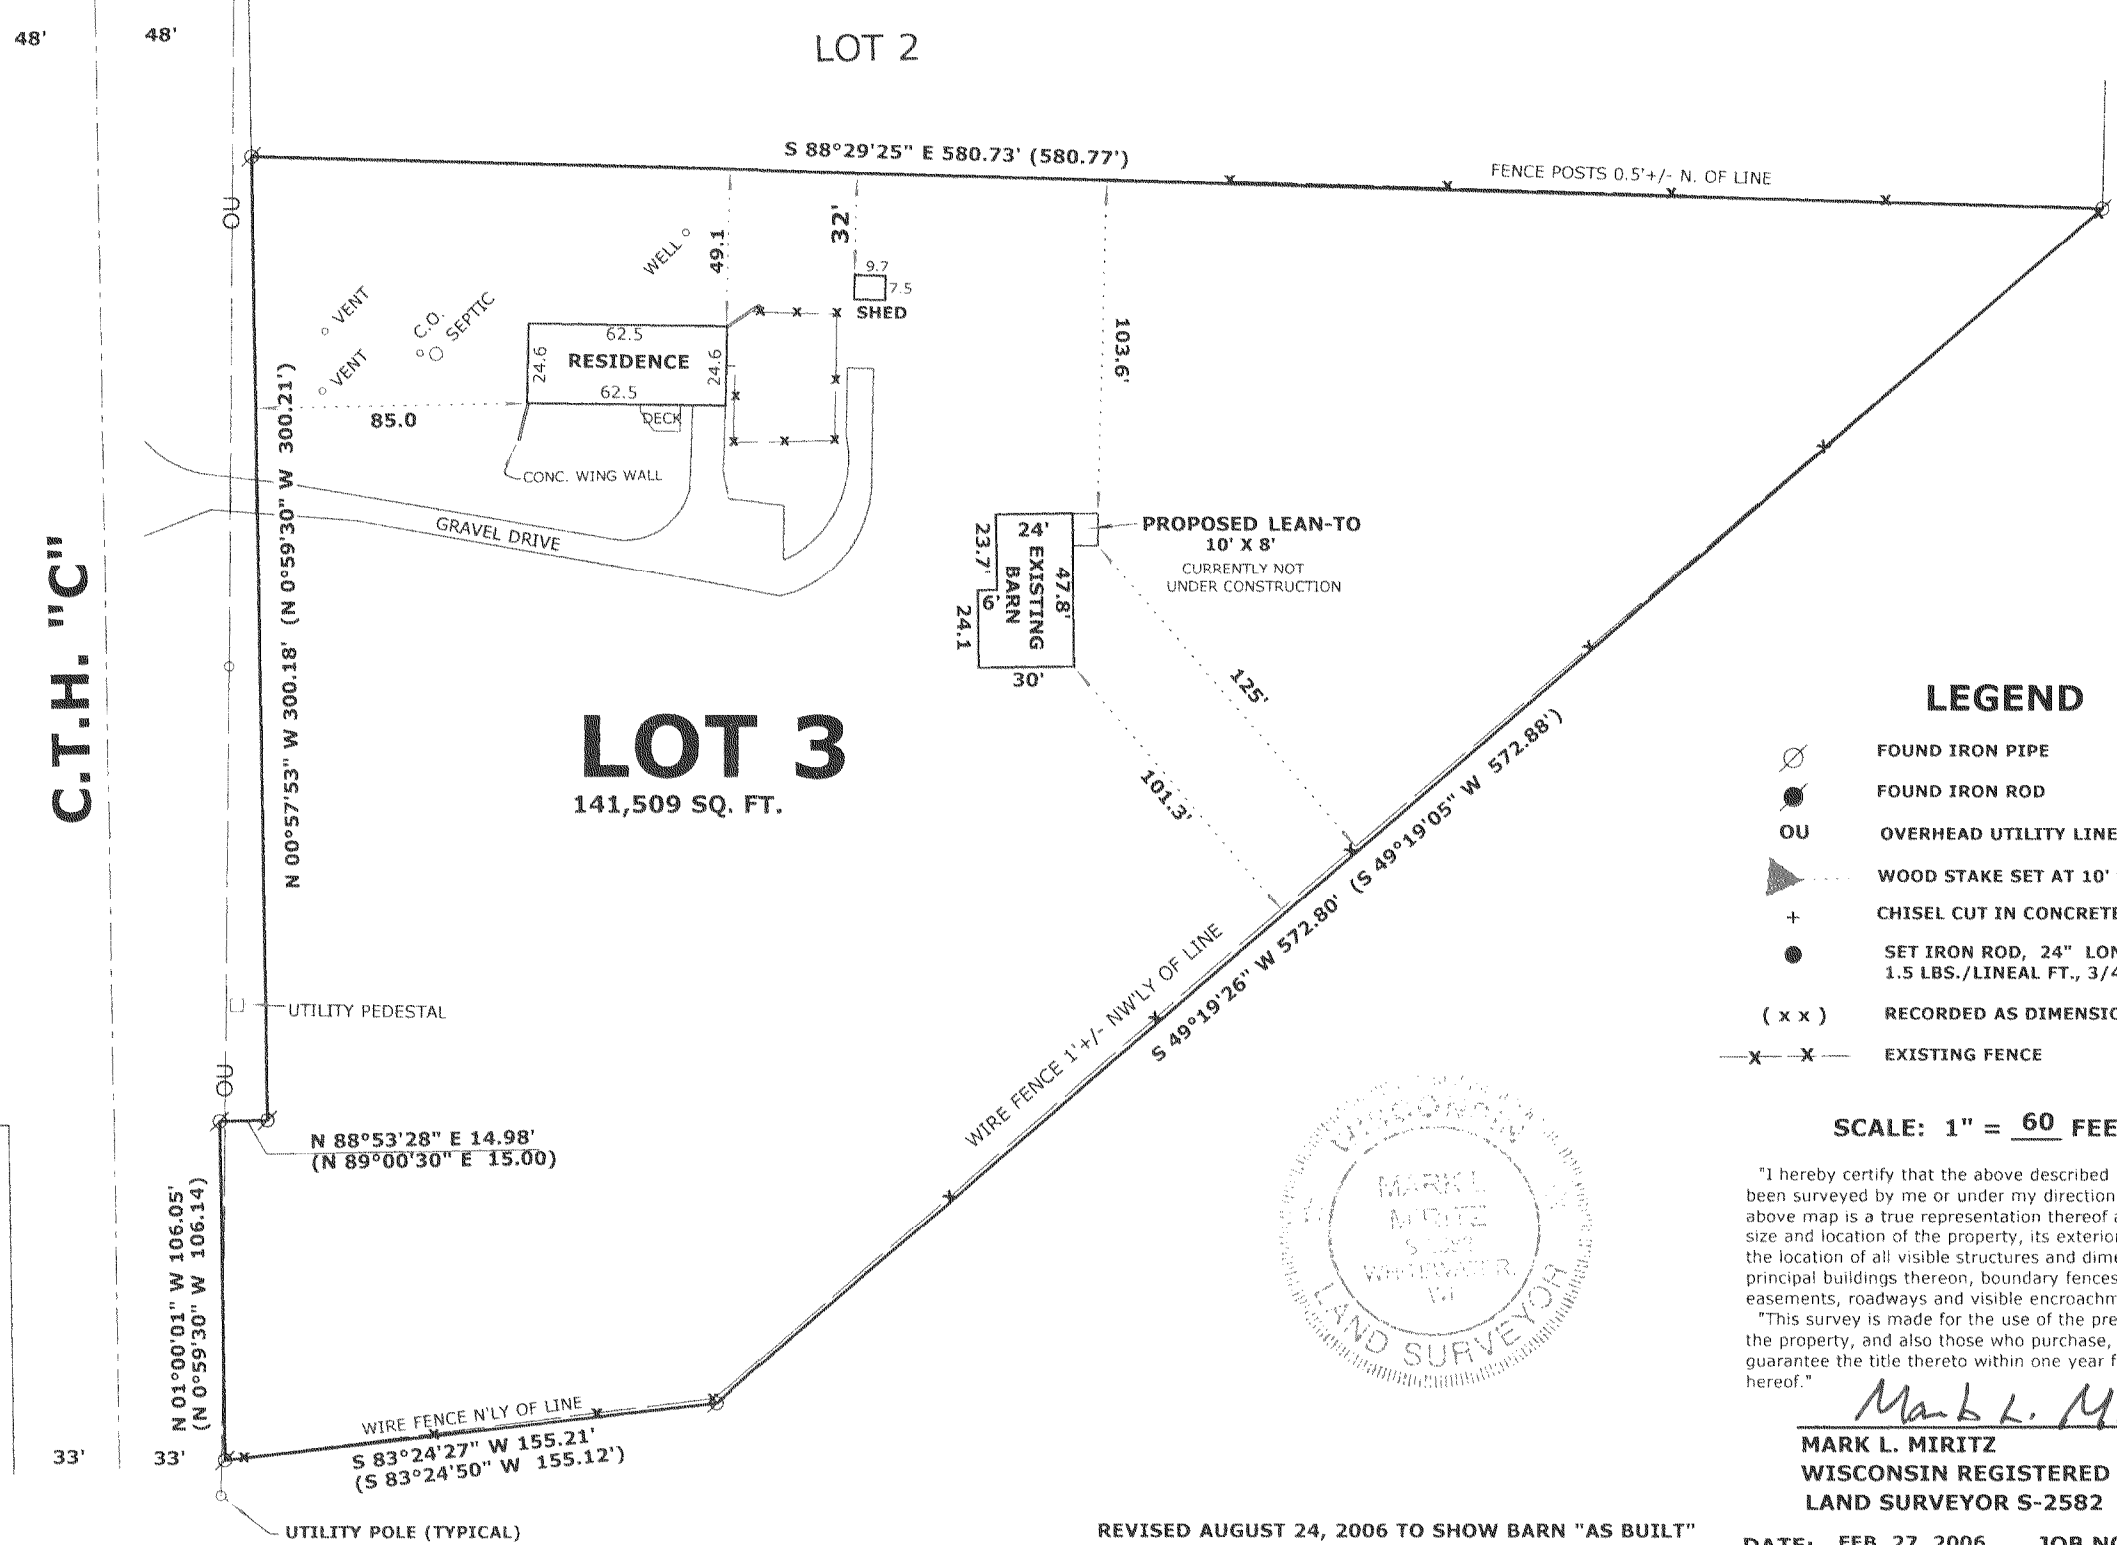 48'
48'
LOT 2
S 88°29'25" E 580.73' (580.77')
FENCE POSTS 0.5'+/- N. OF LINE
OU
WELL
49.1
32'
9.7
7.5
SHED
VENT
C.O.
SEPTIC
VENT
62.5
24.6
RESIDENCE
24.6
62.5
DECK
85.0
CONC. WING WALL
GRAVEL DRIVE
103.6'
PROPOSED LEAN-TO
10' X 8'
CURRENTLY NOT
UNDER CONSTRUCTION
24'
23.7'
EXISTING
BARN
47.8'
6'
24.1
30'
125'
101.3'
C.T.H. "C"
N 00°57'53" W 300.18' (N 0°59'30" W 300.21')
LOT 3
141,509 SQ. FT.
S 49°19'26" W 572.80' (S 49°19'05" W 572.88')
WIRE FENCE 1'+/- NW'LY OF LINE
UTILITY PEDESTAL
OU
N 88°53'28" E 14.98'
(N 89°00'30" E 15.00)
N 01°00'01" W 106.05'
(N 0°59'30" W 106.14)
WIRE FENCE N'LY OF LINE
S 83°24'27" W 155.21'
(S 83°24'50" W 155.12')
33'
33'
UTILITY POLE (TYPICAL)
LEGEND
FOUND IRON PIPE
FOUND IRON ROD
OU OVERHEAD UTILITY LINE
WOOD STAKE SET AT 10'
+ CHISEL CUT IN CONCRETE
SET IRON ROD, 24" LON
1.5 LBS./LINEAL FT., 3/4
( x x ) RECORDED AS DIMENSIO
x x EXISTING FENCE
SCALE: 1" = 60 FEE
"I hereby certify that the above described
been surveyed by me or under my direction
above map is a true representation thereof a
size and location of the property, its exterior
the location of all visible structures and dime
principal buildings thereon, boundary fences
easements, roadways and visible encroachm
"This survey is made for the use of the pre
the property, and also those who purchase,
guarantee the title thereto within one year f
hereof."
Mark L. M
MARK L. MIRITZ
WISCONSIN REGISTERED
LAND SURVEYOR S-2582
DATE: FEB. 27, 2006 JOB NO
WISCONSIN
MARK L.
MIRITZ
WHITEWATER,
WI
LAND SURVEYOR
REVISED AUGUST 24, 2006 TO SHOW BARN "AS BUILT"